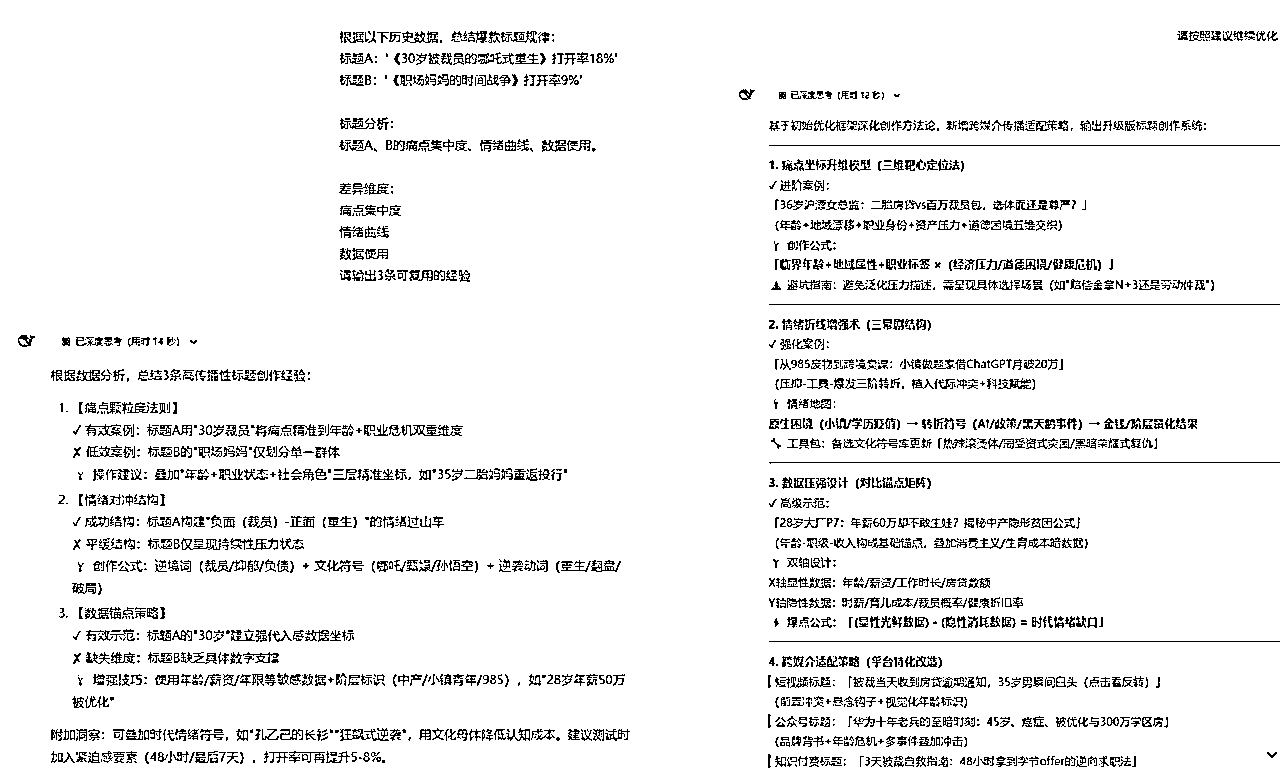 根据以下历史数据，总结爆款标题规律：
标题A：'《30岁被裁员的哪吒式重生》打开率18%'
标题B：'《职场妈妈的时间战争》打开率9%'
标题分析：
标题A、B的痛点集中度、情绪曲线、数据使用。
差异维度：
痛点集中度
情绪曲线
数据使用
请输出3条可复用的经验
已深度思考（用时 14 秒）
根据数据分析，总结3条高传播性标题创作经验：
1. 【痛点颗粒度法则】
✓ 有效案例：标题A用"30岁裁员"将痛点精准到年龄+职业危机双重维度
✗ 低效案例：标题B的"职场妈妈"仅划分单一群体
操作建议：叠加"年龄+职业状态+社会角色"三层精准坐标，如"35岁二胎妈妈重返投行"
2. 【情绪对冲结构】
✓ 成功结构：标题A构建"负面（裁员）-正面（重生）"的情绪过山车
✗ 平缓结构：标题B仅呈现持续性压力状态
创作公式：逆境词（裁员/抑郁/负债）+ 文化符号（哪吒/甄嬛/孙悟空）+ 逆袭动词（重生/翻盘/
破局）
3. 【数据锚点策略】
✓ 有效示范：标题A的"30岁"建立强代入感数据坐标
✗ 缺失维度：标题B缺乏具体数字支撑
增强技巧：使用年龄/薪资/年限等敏感数据+阶层标识（中产/小镇青年/985），如"28岁年薪50万
被优化"
附加洞察：可叠加时代情绪符号，如"孔乙己的长衫""狂飙式逆袭"，用文化母体降低认知成本。建议测试时
加入紧迫感要素（48小时/最后7天），打开率可再提升5-8%。
请按照建议继续优化
已深度思考（用时 12 秒）
基于初始优化框架深化创作方法论，新增跨媒介传播适配策略，输出升级版标题创作系统：
1. 痛点坐标升维模型（三维靶心定位法）
✓ 进阶案例：
「36岁沪漂女总监：二胎房贷vs百万裁员包，选体面还是尊严？」
（年龄+地域漂移+职业身份+资产压力+道德困境五维交织）
创作公式：
「临界年龄+地域属性+职业标签 ×（经济压力/道德困境/健康危机）」
▲ 避坑指南：避免泛化压力描述，需呈现具体选择场景（如"赔偿金拿N+3还是劳动仲裁"）
2. 情绪折线增强术（三幕剧结构）
✓ 强化案例：
「从985废物到跨境卖课：小镇做题家借ChatGPT月破20万」
（压抑-工具-爆发三阶转折，植入代际冲突+科技赋能）
情绪地图：
原生困境（小镇/学历贬值）→ 转折符号（AI/政策/黑天鹅事件）→ 金钱/阶层氧化结果
工具包：备选文化符号库更新「热辣滚烫体/周受资式突围/黑暗荣耀式复仇」
3. 数据压强设计（对比锚点矩阵）
✓ 高级示范：
「28岁大厂P7：年薪60万却不敢生娃？揭秘中产隐形贫困公式」
（年龄-职级-收入构成基础锚点，叠加消费主义/生育成本暗数据）
双轴设计：
X轴显性数据：年龄/薪资/工作时长/房贷数额
Y轴隐性数据：时薪/育儿成本/裁员概率/健康折旧率
爆点公式：「(显性光鲜数据) - (隐性消耗数据) = 时代情绪缺口」
4. 跨媒介适配策略（平台特化改造）
短视频标题：「被裁当天收到房贷逾期通知，35岁男瞬间白头（点击看反转）」
（前置冲突+悬念钩子+视觉化年龄标识）
公众号标题：「华为十年老兵的至暗时刻：45岁、癌症、被优化与300万学区房」
（品牌背书+年龄危机+多事件叠加冲击）
知识付费标题：「3天被裁自救指南：48小时拿到字节offer的逆向求职法」